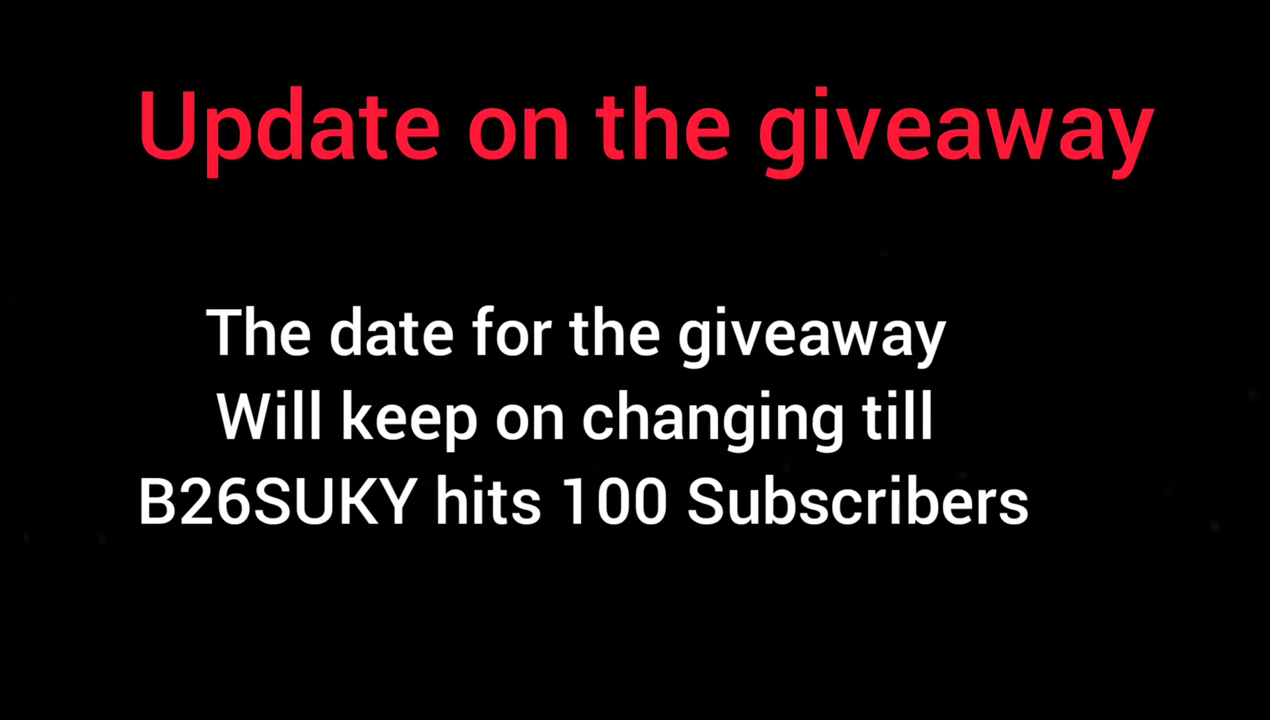 Update on the giveaway
The date for the giveaway
Will keep on changing till
B26SUKY hits 100 Subscribers